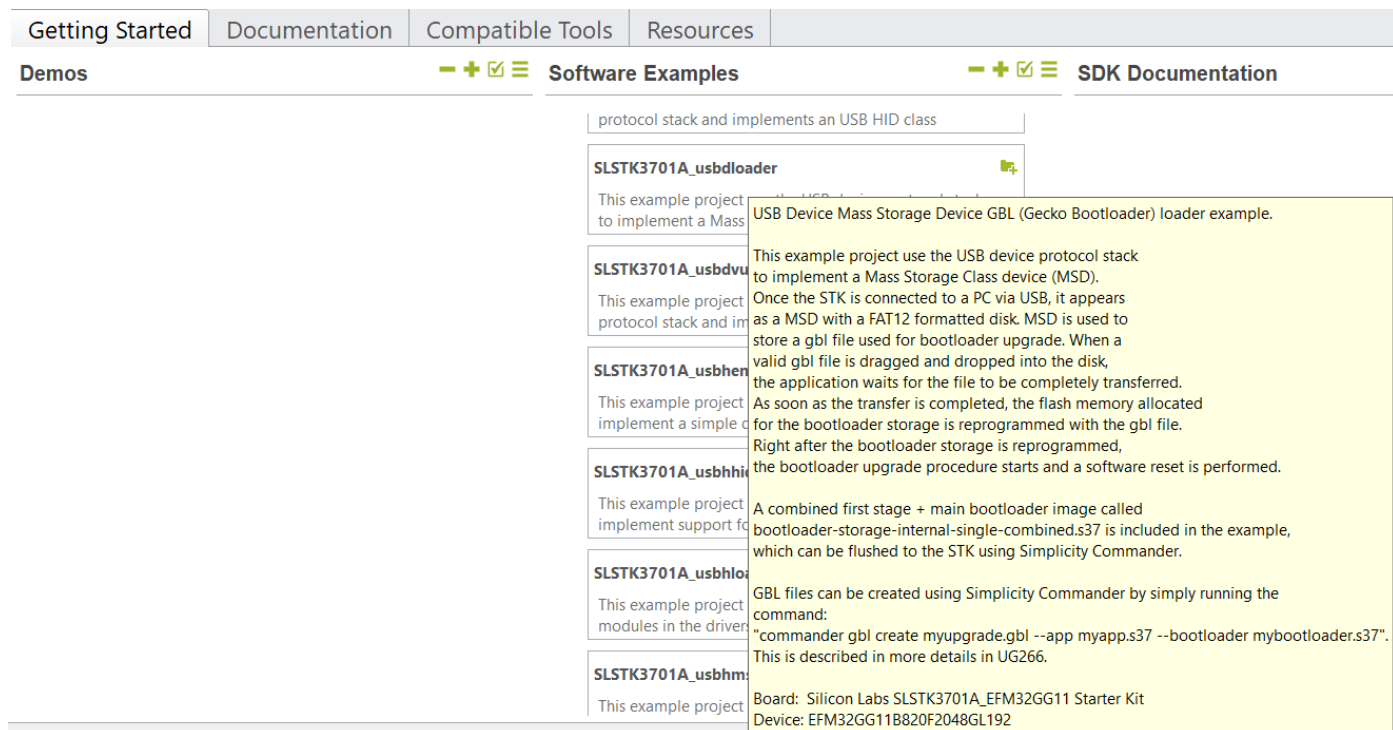 Getting Started Documentation Compatible Tools Resources
Demos Software Examples SDK Documentation
protocol stack and implements an USB HID class
SLSTK3701A_usbdloader
This example project
to implement a Mass
SLSTK3701A_usbdvu
This example project
protocol stack and im
SLSTK3701A_usbhen
This example project
implement a simple c
SLSTK3701A_usbhhi
This example project
implement support fo
SLSTK3701A_usbhloa
This example project
modules in the driver
SLSTK3701A_usbhm
This example project
USB Device Mass Storage Device GBL (Gecko Bootloader) loader example.
This example project use the USB device protocol stack
to implement a Mass Storage Class device (MSD).
Once the STK is connected to a PC via USB, it appears
as a MSD with a FAT12 formatted disk. MSD is used to
store a gbl file used for bootloader upgrade. When a
valid gbl file is dragged and dropped into the disk,
the application waits for the file to be completely transferred.
As soon as the transfer is completed, the flash memory allocated
for the bootloader storage is reprogrammed with the gbl file.
Right after the bootloader storage is reprogrammed,
the bootloader upgrade procedure starts and a software reset is performed.
A combined first stage + main bootloader image called
bootloader-storage-internal-single-combined.s37 is included in the example,
which can be flushed to the STK using Simplicity Commander.
GBL files can be created using Simplicity Commander by simply running the
command:
"commander gbl create myupgrade.gbl --app myapp.s37 --bootloader mybootloader.s37".
This is described in more details in UG266.
Board: Silicon Labs SLSTK3701A_EFM32GG11 Starter Kit
Device: EFM32GG11B820F2048GL192